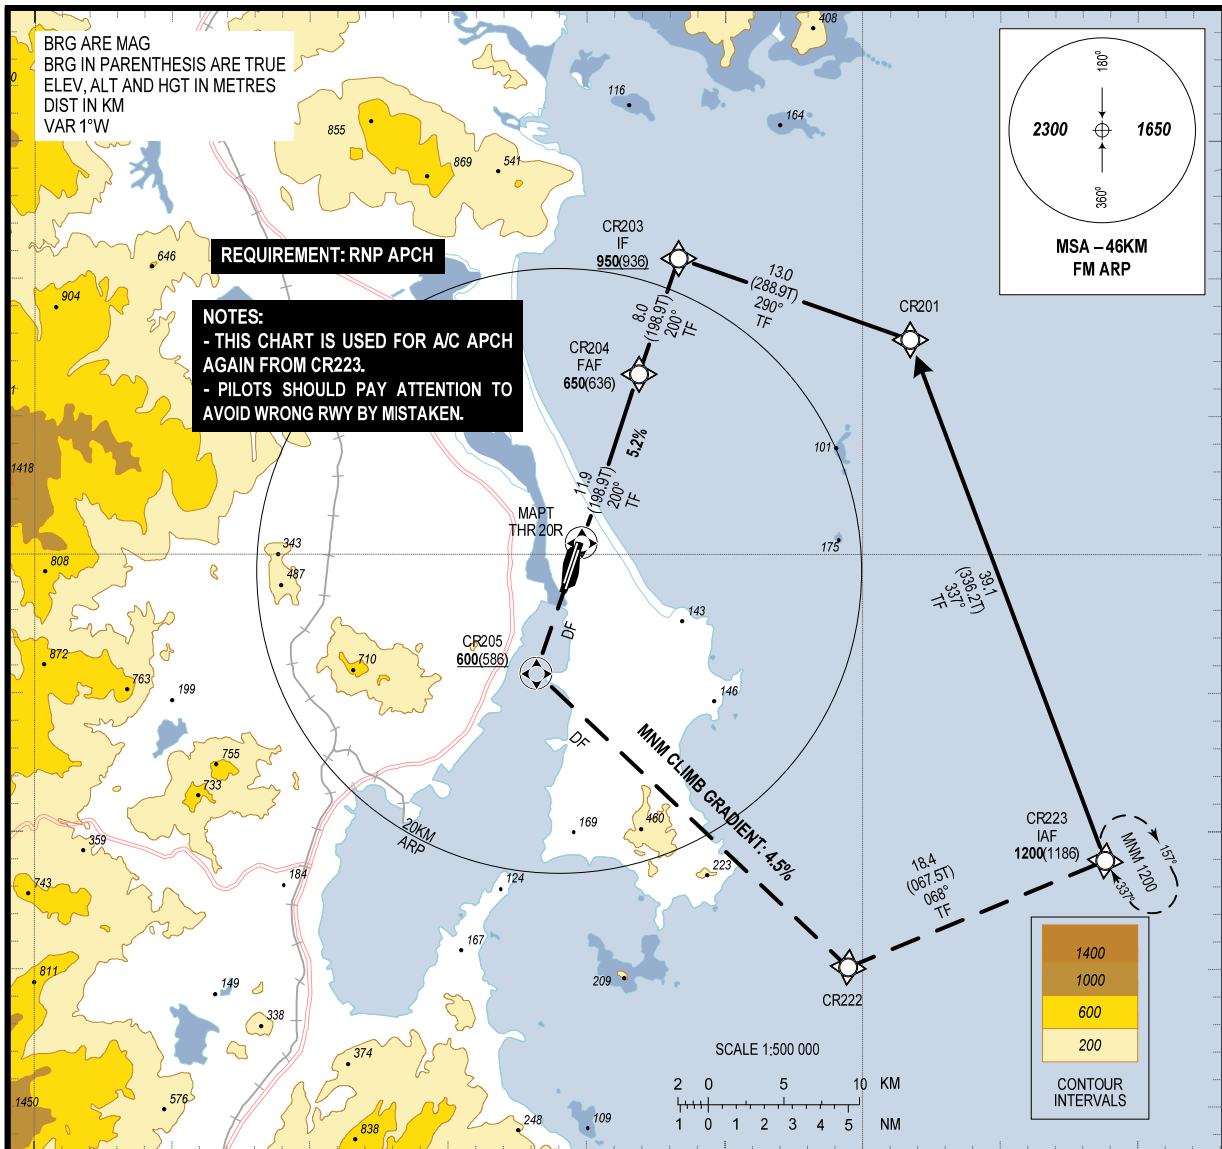 BRG ARE MAG
BRG IN PARENTHESIS ARE TRUE
ELEV, ALT AND HGT IN METRES
DIST IN KM
VAR 1°W
408
116
164
855
869
541
180°
2300
1650
360°
MSA – 46KM
FM ARP
REQUIREMENT: RNP APCH
NOTES:
- THIS CHART IS USED FOR A/C APCH
AGAIN FROM CR223.
- PILOTS SHOULD PAY ATTENTION TO
AVOID WRONG RWY BY MISTAKEN.
CR203
IF
950(936)
13.0
(288.9T)
290°
TF
CR201
646
904
8.0
(198.9T)
200°
TF
CR204
FAF
650(636)
5.2%
11.9
(198.9T)
200°
TF
101
1418
MAPT
THR 20R
175
343
808
487
39.1
(336.2T)
337°
TF
143
DF
CR205
600(586)
872
710
763
199
146
DF
MNM CLIMB GRADIENT: 4.5%
755
733
20KM
ARP
169
460
359
223
184
124
743
CR223
IAF
1200(1186)
MNM 1200
157°
337°
18.4
(067.5T)
068°
TF
167
811
149
209
CR222
338
1400
1000
600
200
CONTOUR
INTERVALS
SCALE 1:500 000
374
576
1450
838
248
109
2 0 5 10 KM
1 0 1 2 3 4 5 NM